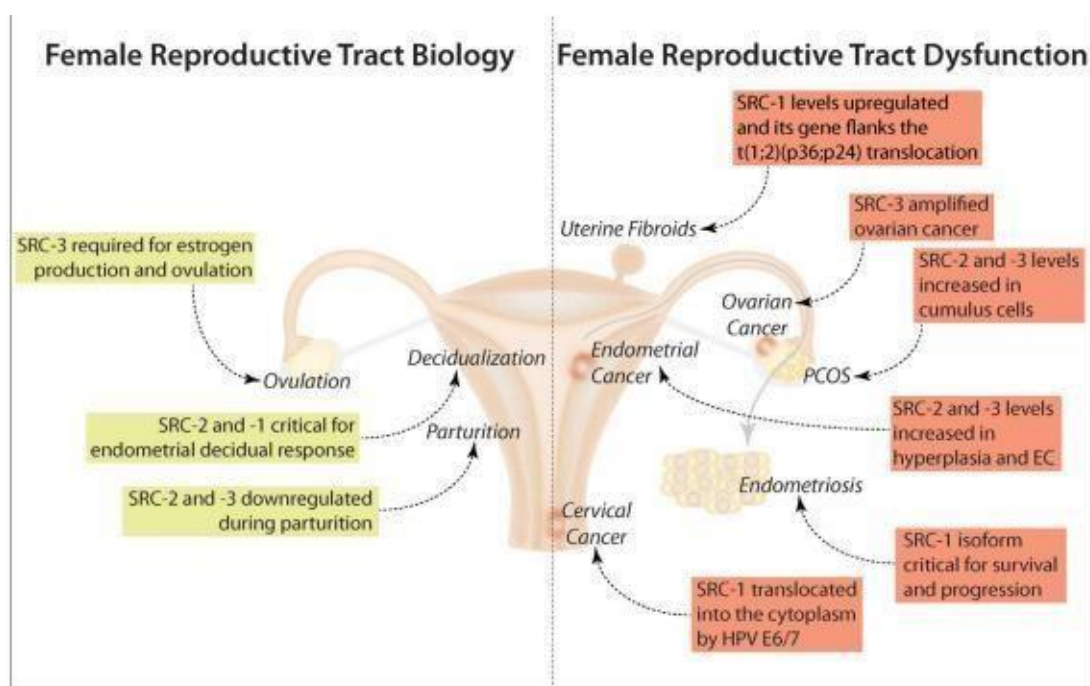 Female Reproductive Tract Biology
Female Reproductive Tract Dysfunction
SRC-3 required for estrogen
production and ovulation
Ovulation
Decidualization
SRC-2 and -1 critical for
endometrial decidual response
Parturition
SRC-2 and -3 downregulated
during parturition
SRC-1 levels upregulated
and its gene flanks the
t(1;2)(p36;p24) translocation
Uterine Fibroids
SRC-3 amplified
ovarian cancer
Ovarian
Cancer
SRC-2 and -3 levels
increased in
cumulus cells
PCOS
Endometrial
Cancer
SRC-2 and -3 levels
increased in
hyperplasia and EC
Endometriosis
SRC-1 isoform
critical for survival
and progression
Cervical
Cancer
SRC-1 translocated
into the cytoplasm
by HPV E6/7